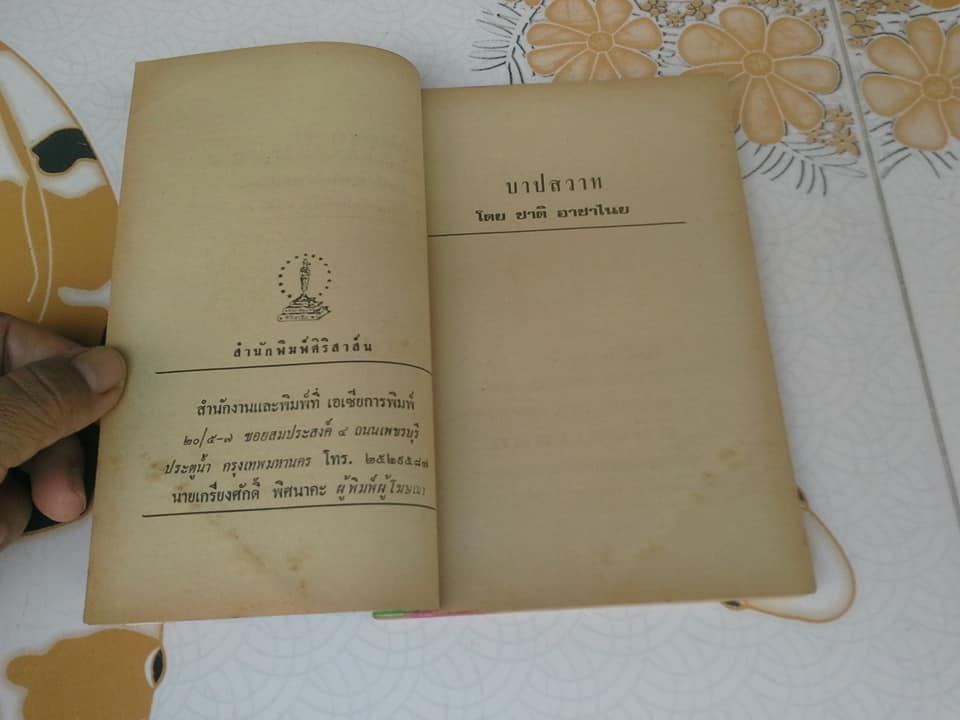 สำนักพิมพ์ศิริสาส์น
สำนักงานและพิมพ์ที่ เอเซียการพิมพ์
๒๐/๕-๗ ซอยสมประสงค์ ๔ ถนนเพชรบุรี
ประตูน้ำ กรุงเทพมหานคร โทร. ๒๕๒๙๕๘๗
นายเกรียงศักดิ์ พิศนาคะ ผู้พิมพ์ผู้โฆษณา
บาปสวาท
โดย ชาติ อาชาไนย